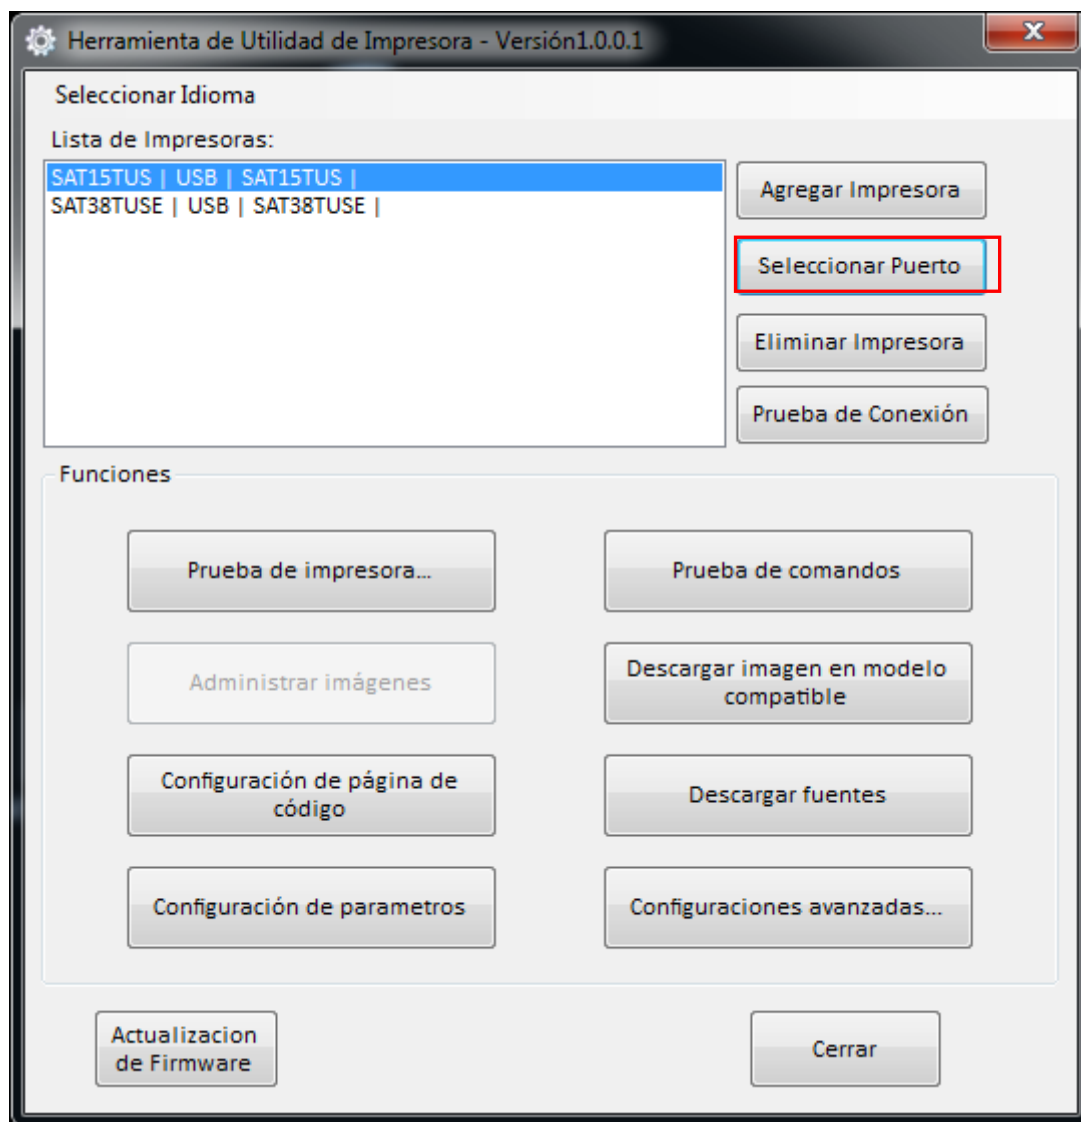 Herramienta de Utilidad de Impresora - Versión1.0.0.1
Seleccionar Idioma
Lista de Impresoras:
SAT15TUS | USB | SAT15TUS |
SAT38TUSE | USB | SAT38TUSE |
Agregar Impresora
Seleccionar Puerto
Eliminar Impresora
Prueba de Conexión
Funciones
Prueba de impresora...
Prueba de comandos
Administrar imágenes
Descargar imagen en modelo
compatible
Configuración de página de
código
Descargar fuentes
Configuración de parametros
Configuraciones avanzadas...
Actualizacion
de Firmware
Cerrar